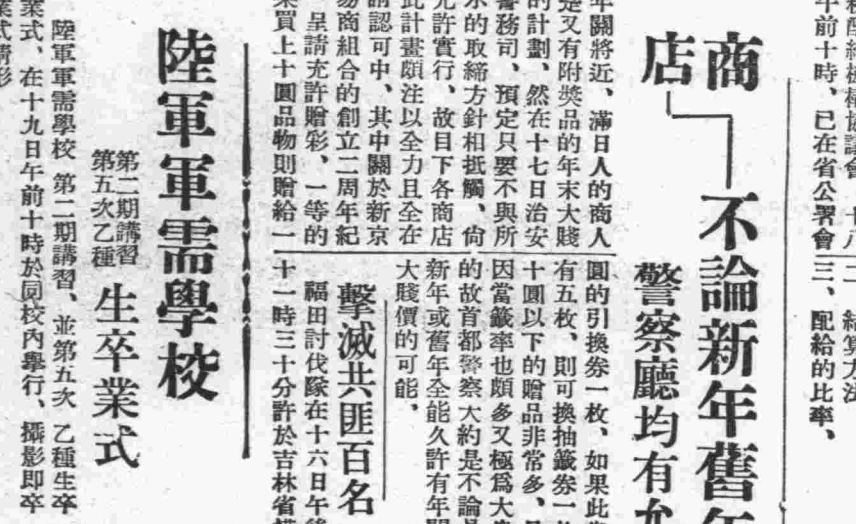 午前十時、已在省公署會
三、配給的比率、
商店
不論新年舊年
警察廳均有
年關將近、滿日人的商人
又有附獎品的年末大賤
的計劃、然在十七日治安
警務司、預定只要不與所
示的取締方針相抵觸、尙
允許實行、故目下各商店
此計畫頗注以全力且全在
請認可中、其中關於新京
易商組合的創立二周年紀
呈請充許贈彩、一等的
果買上十圓品物則贈給一
圓的引換券一枚、如果此
有五枚、則可換抽籤券一
十圓以下的贈品非常多、
因當籤率也頗多又極爲大
的故首都警察大約是不論
新年或舊年全能久許有年關
大賤價的可能、
擊滅共匪百名
福田討伐隊在十六日午後
十一時三十分許於吉林省
陸軍軍需學校
第二期講習
第五次乙種
生卒業式
陸軍軍需學校 第二期講習、並第五次 乙種生卒
業式、在十九日午前十時於同校內舉行、 攝影即卒
業式情形